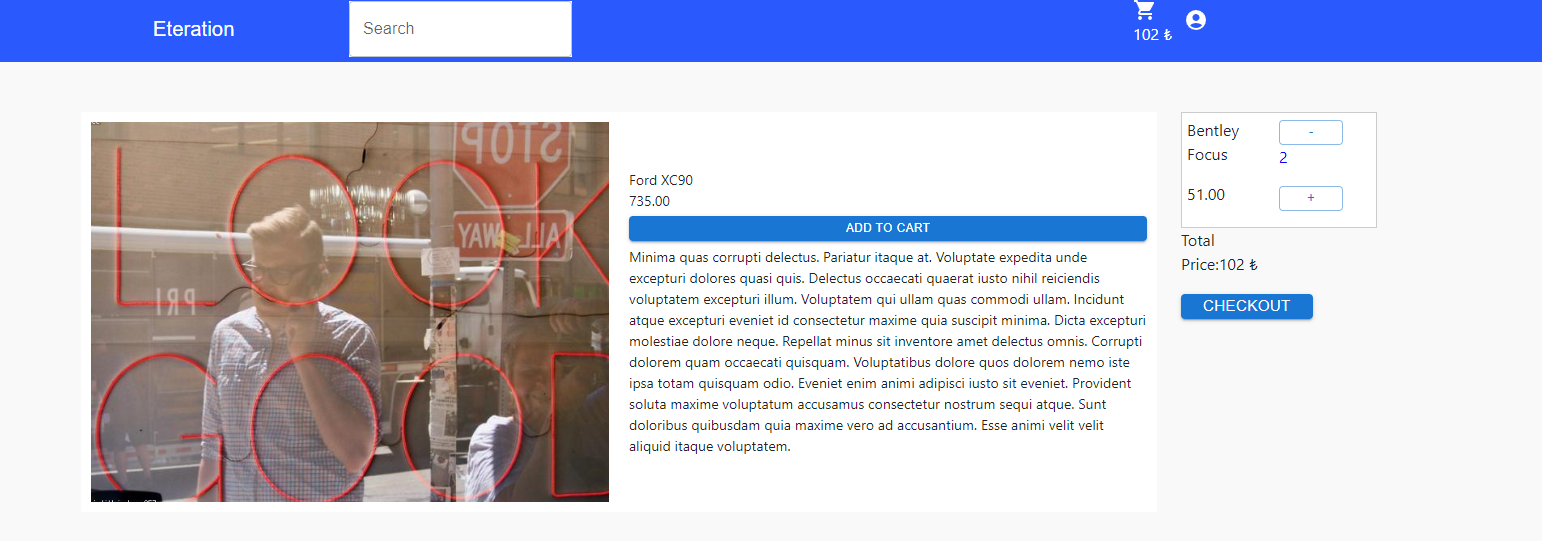 Eteration
Search
102 ₺
LOOK
GOOD
STOP
ALL WAY
PRI
Ford XC90
735.00
ADD TO CART
Minima quas corrupti delectus. Pariatur itaque at. Voluptate expedita unde
excepturi dolores quasi quis. Delectus occaecati quaerat iusto nihil reiciendis
voluptatem excepturi illum. Voluptatem qui ullam quas commodi ullam. Incidunt
atque excepturi eveniet id consectetur maxime quia suscipit minima. Dicta excepturi
molestiae dolore neque. Repellat minus sit inventore amet delectus omnis. Corrupti
dolorem quam occaecati quisquam. Voluptatibus dolore quos dolorem nemo iste
ipsa totam quisquam odio. Eveniet enim animi adipisci iusto sit eveniet. Provident
soluta maxime voluptatum accusamus consectetur nostrum sequi atque. Sunt
doloribus quibusdam quia maxime vero ad accusantium. Esse animi velit velit
aliquid itaque voluptatem.
Bentley
Focus
51.00
-
2
+
Total
Price:102 ₺
CHECKOUT